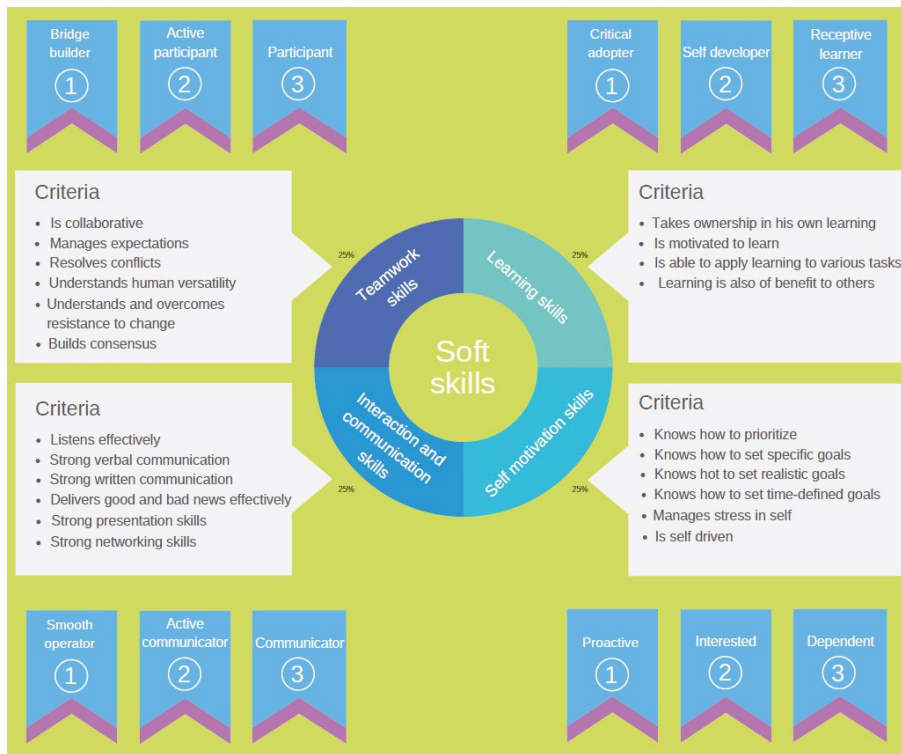 Bridge
builder
1
Active
participant
2
Participant
3
Critical
adopter
1
Self developer
2
Receptive
learner
3
Criteria
• Is collaborative
• Manages expectations
• Resolves conflicts
• Understands human versatility
• Understands and overcomes
resistance to change
• Builds consensus
25%
Teamwork
skills
Learning skills
25%
Criteria
• Takes ownership in his own learning
• Is motivated to learn
• Is able to apply learning to various tasks
• Learning is also of benefit to others
Soft
skills
Criteria
• Listens effectively
• Strong verbal communication
• Strong written communication
• Delivers good and bad news effectively
• Strong presentation skills
• Strong networking skills
25%
Interaction and
communication
skills
Self motivation skills
25%
Criteria
• Knows how to prioritize
• Knows how to set specific goals
• Knows hot to set realistic goals
• Knows how to set time-defined goals
• Manages stress in self
• Is self driven
Smooth
operator
1
Active
communicator
2
Communicator
3
Proactive
1
Interested
2
Dependent
3